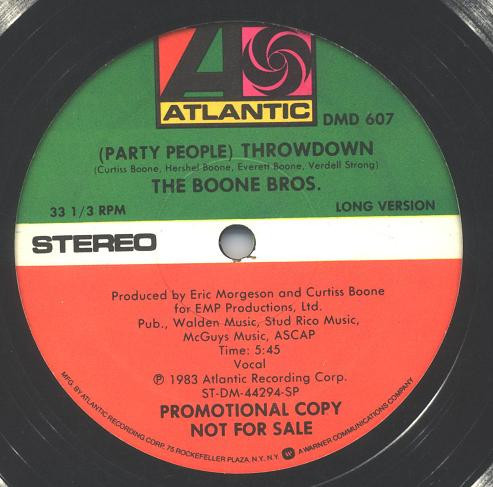 ATLANTIC
DMD 607
(PARTY PEOPLE) THROWDOWN
(Curtiss Boone, Hershel Boone, Everett Boone, Verdell Strong)
THE BOONE BROS.
33 1/3 RPM
LONG VERSION
STEREO
Produced by Eric Morgeson and Curtiss Boone
for EMP Productions, Ltd.
Pub., Walden Music, Stud Rico Music,
McGuys Music, ASCAP
Time: 5:45
Vocal
℗ 1983 Atlantic Recording Corp.
ST-DM-44294-SP
PROMOTIONAL COPY
NOT FOR SALE
MFG. BY ATLANTIC RECORDING CORP. 75 ROCKEFELLER PLAZA, N.Y. N.Y. A WARNER COMMUNICATIONS COMPANY